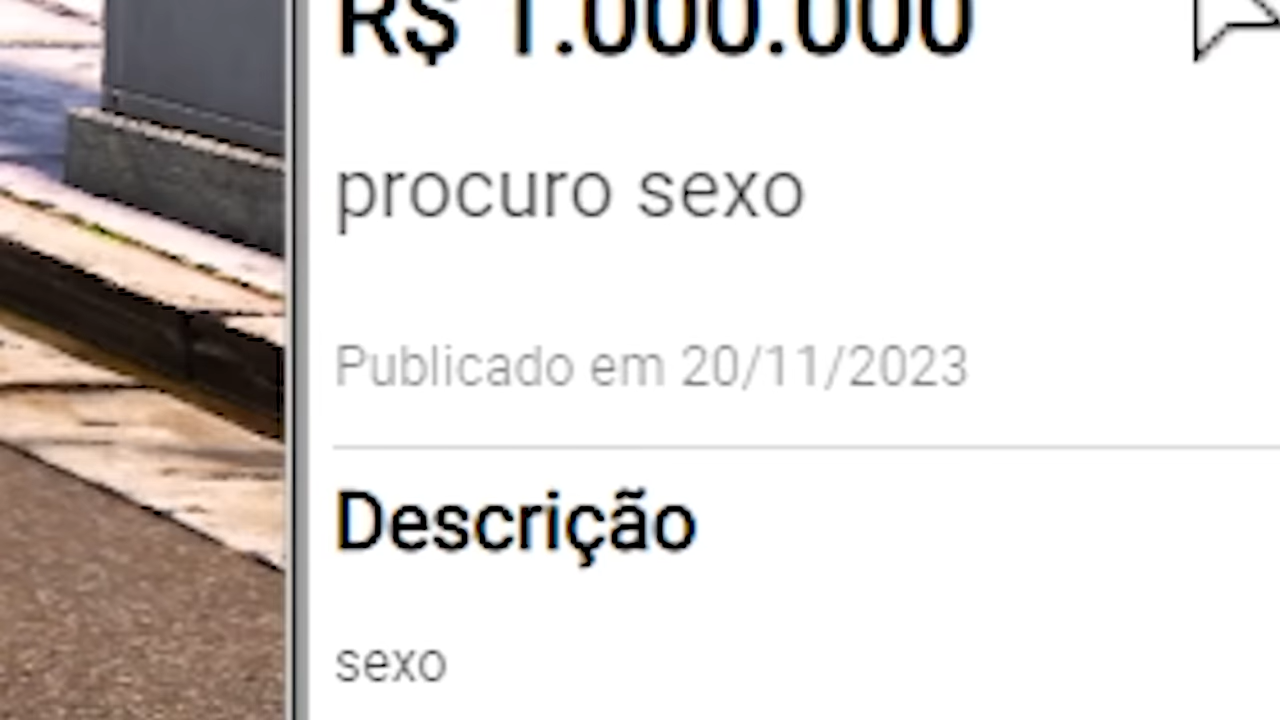 R$ 1.000.000
procuro sexo
Publicado em 20/11/2023
Descrição
sexo